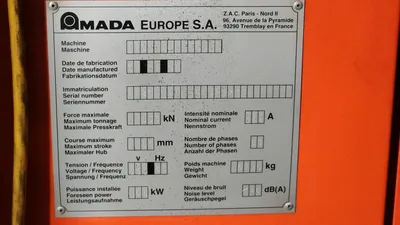 AMADA EUROPE S.A.
Z.A.C. Paris - Nord II
96, Avenue de la Pyramide
93290 Tremblay en France
Machine
Maschine
Date de fabrication
Date manufactured
Fabrikationsdatum
Immatriculation
Serial number
Seriennummer
Force maximale
Maximum tonnage
Maximale Presskraft
kN
Intensité nominale
Nominal current
Nennstrom
A
Course maximum
Maximum stroke
Maximaler Hub
mm
Nombre de phases
Number of phases
Anzahl der Phasen
V Hz
Tension / Frequence
Voltage / Frequency
Spannung / Frequenz
Poids machine
Weight
Gewicht
kg
Puissance installée
Foreseen power
Leistungsaufnahme
kW
Niveau de bruit
Noise level
Geräuschpegel
dB(A)